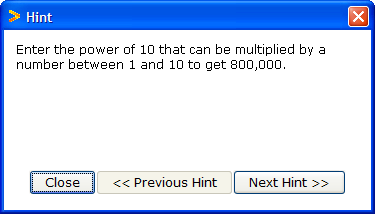 Hint
Enter the power of 10 that can be multiplied by a
number between 1 and 10 to get 800,000.
Close << Previous Hint Next Hint >>